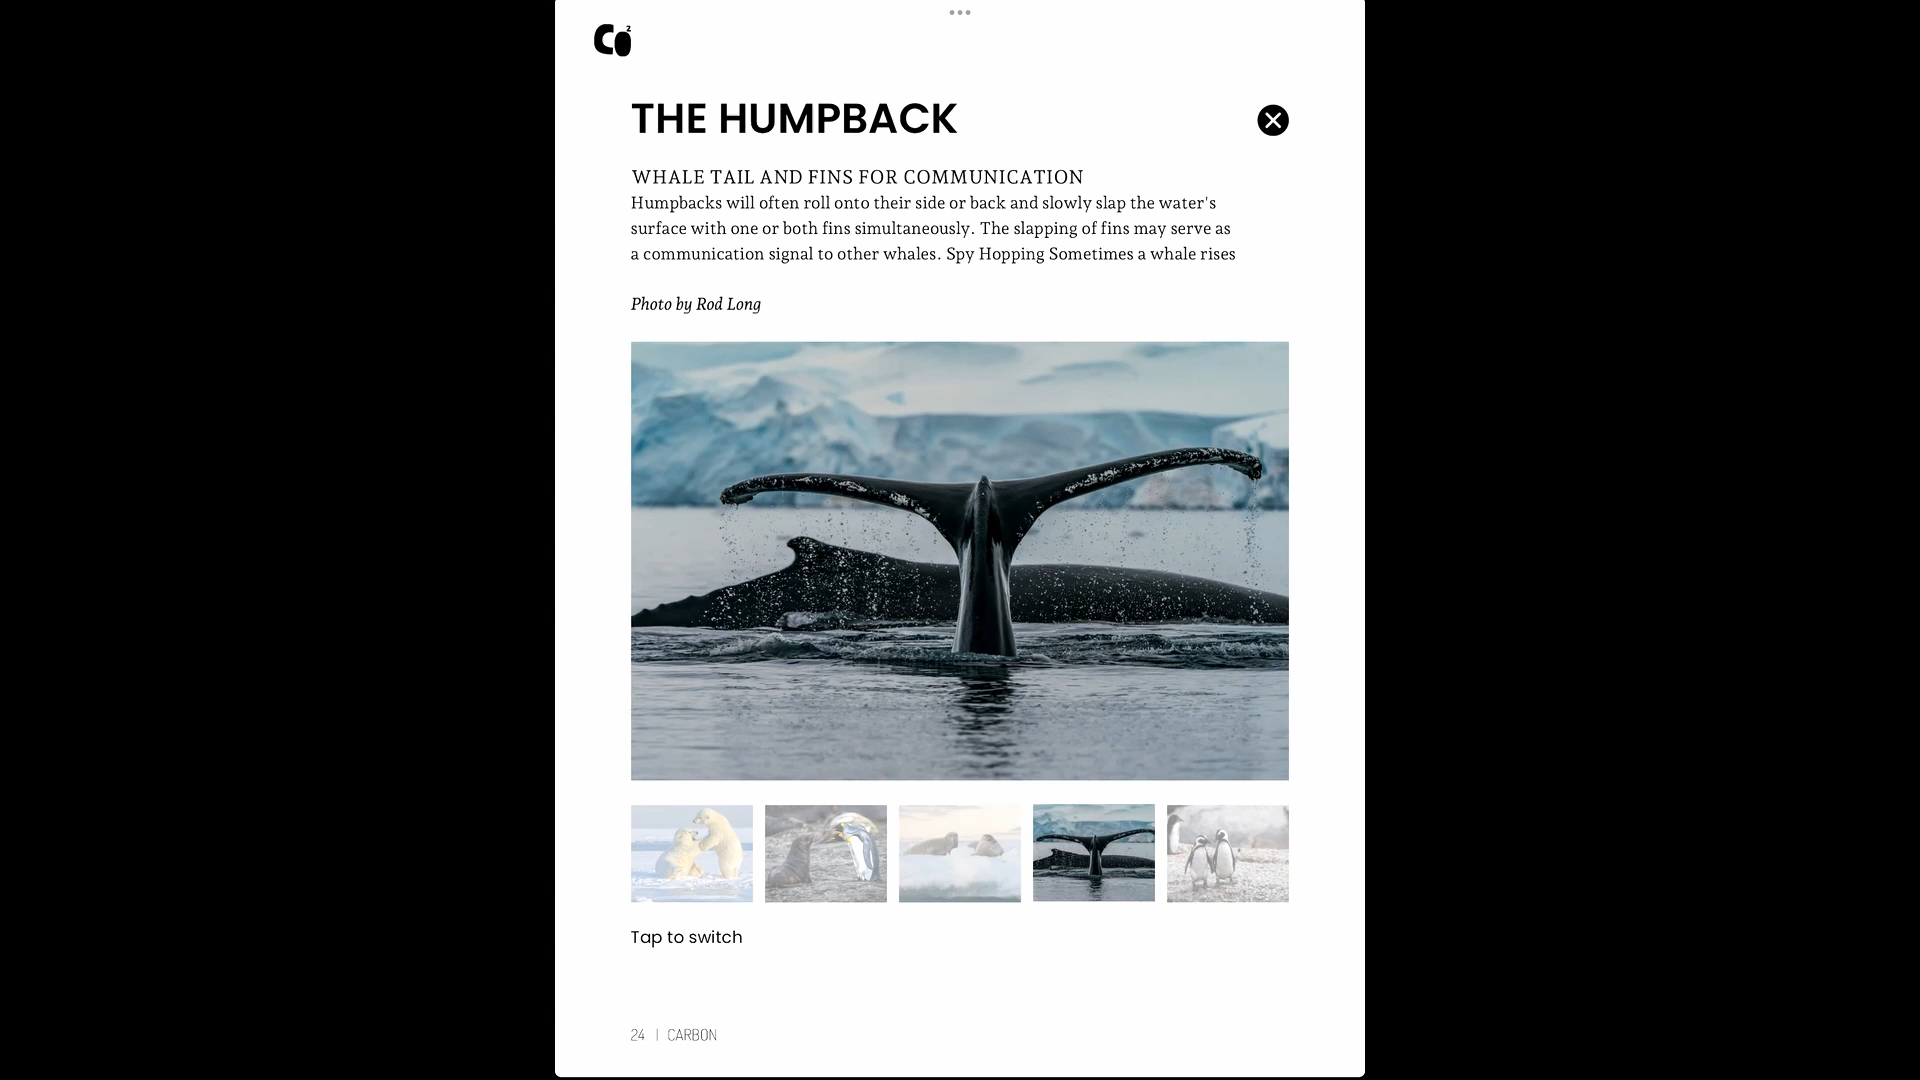 Co2
THE HUMPBACK
WHALE TAIL AND FINS FOR COMMUNICATION
Humpbacks will often roll onto their side or back and slowly slap the water's
surface with one or both fins simultaneously. The slapping of fins may serve as
a communication signal to other whales. Spy Hopping Sometimes a whale rises
Photo by Rod Long
Tap to switch
24 | CARBON